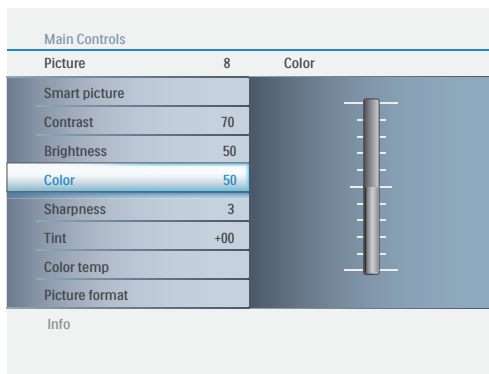 Main Controls
Picture 8 Color
Smart picture
Contrast 70
Brightness 50
Color 50
Sharpness 3
Tint +00
Color temp
Picture format
Info